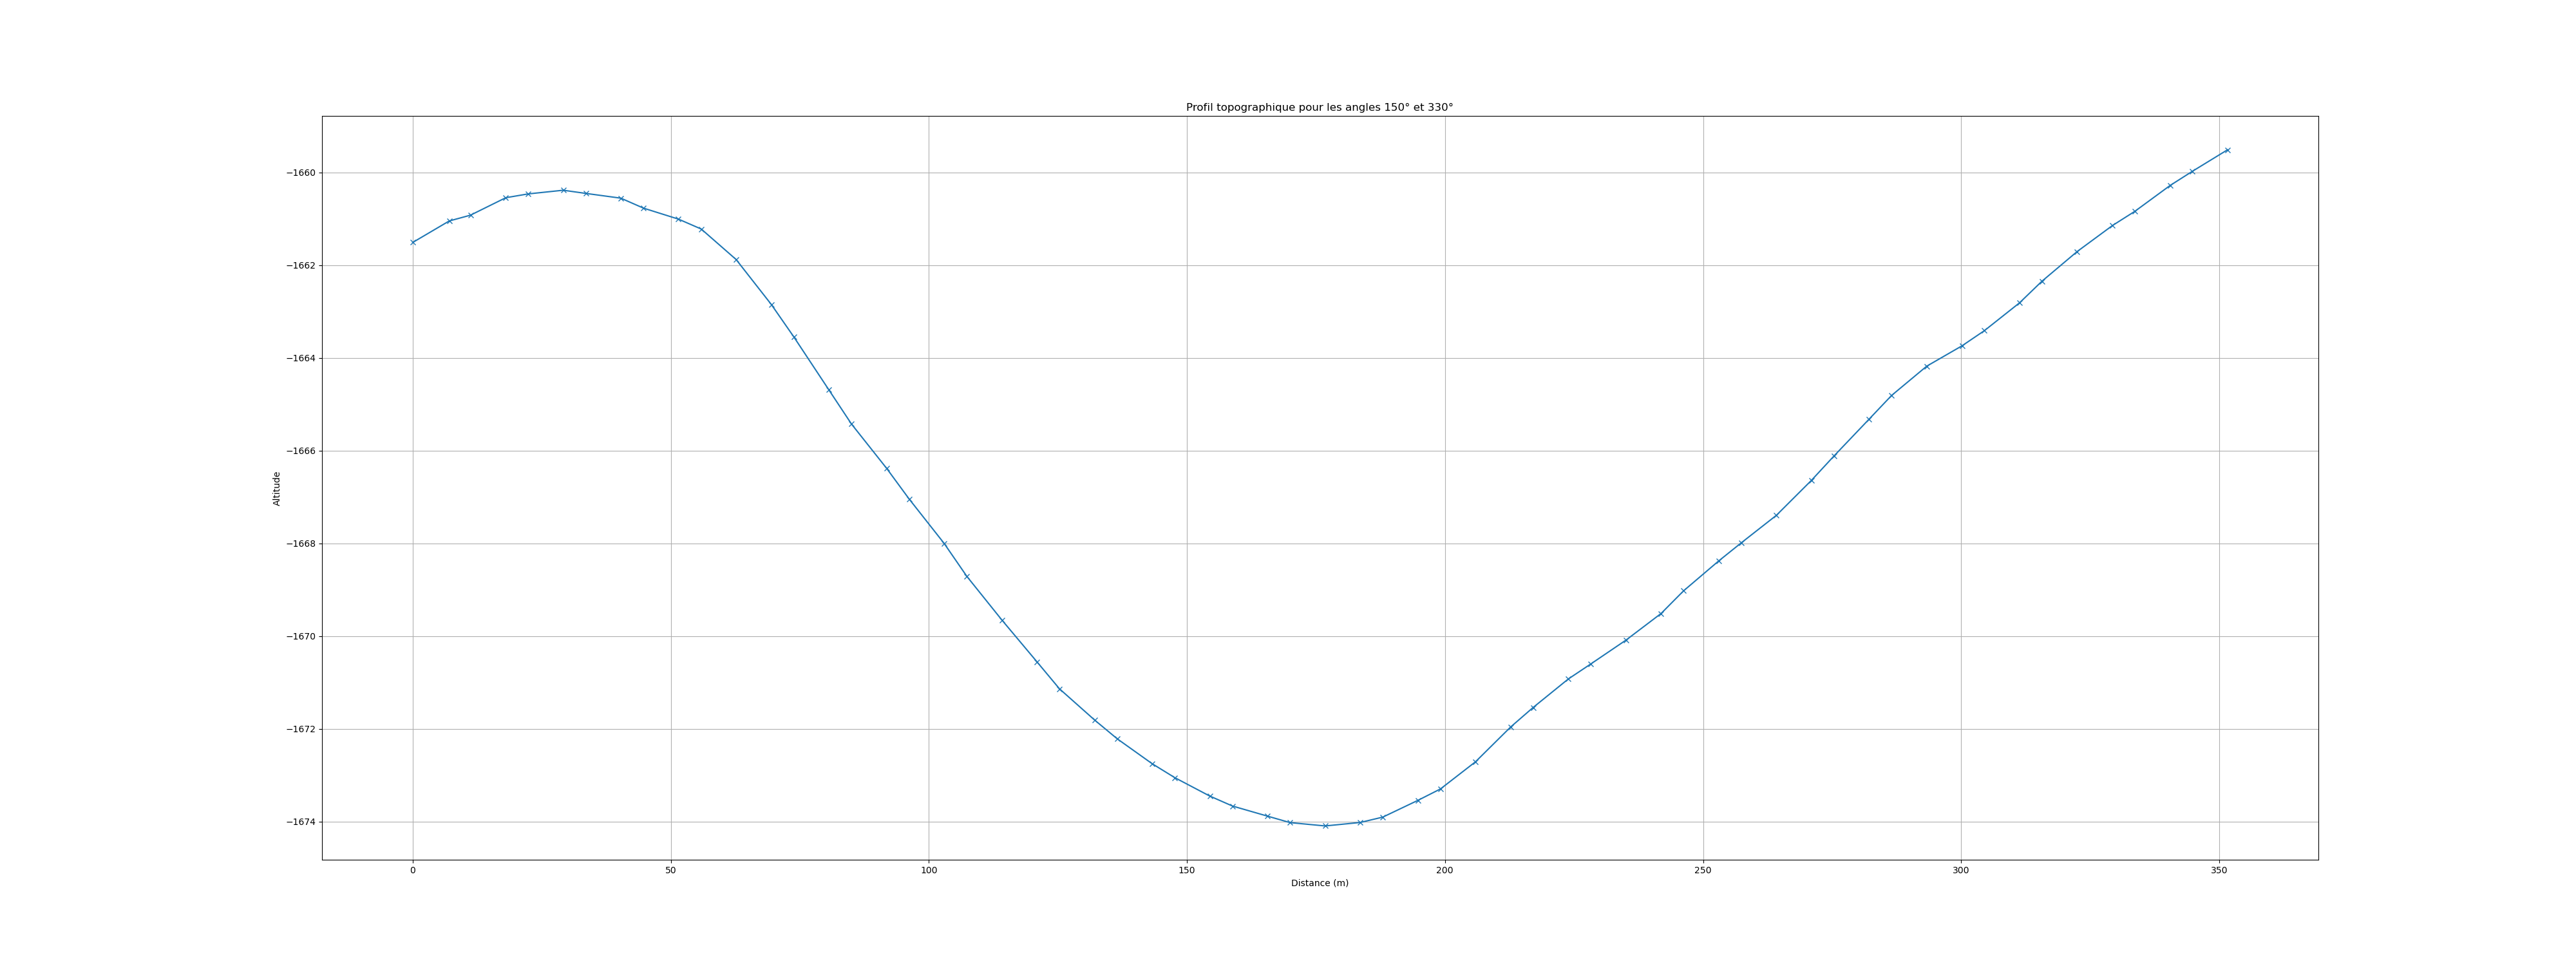 Profil topographique pour les angles 150° et 330°
−1660
−1662
−1664
−1666
−1668
−1670
−1672
−1674
Altitude
0 50 100 150 200 250 300 350
Distance (m)